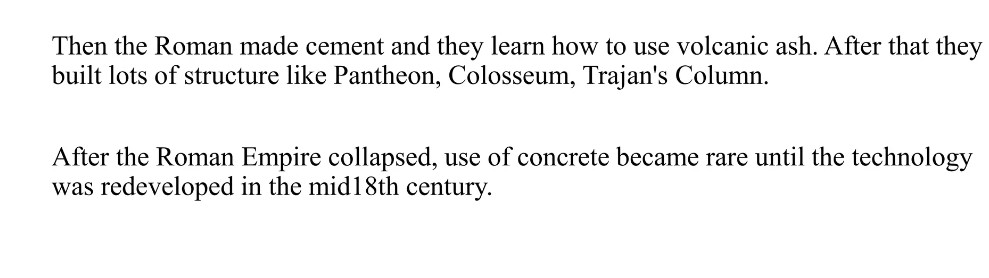 Then the Roman made cement and they learn how to use volcanic ash. After that they
built lots of structure like Pantheon, Colosseum, Trajan's Column.
After the Roman Empire collapsed, use of concrete became rare until the technology
was redeveloped in the mid18th century.